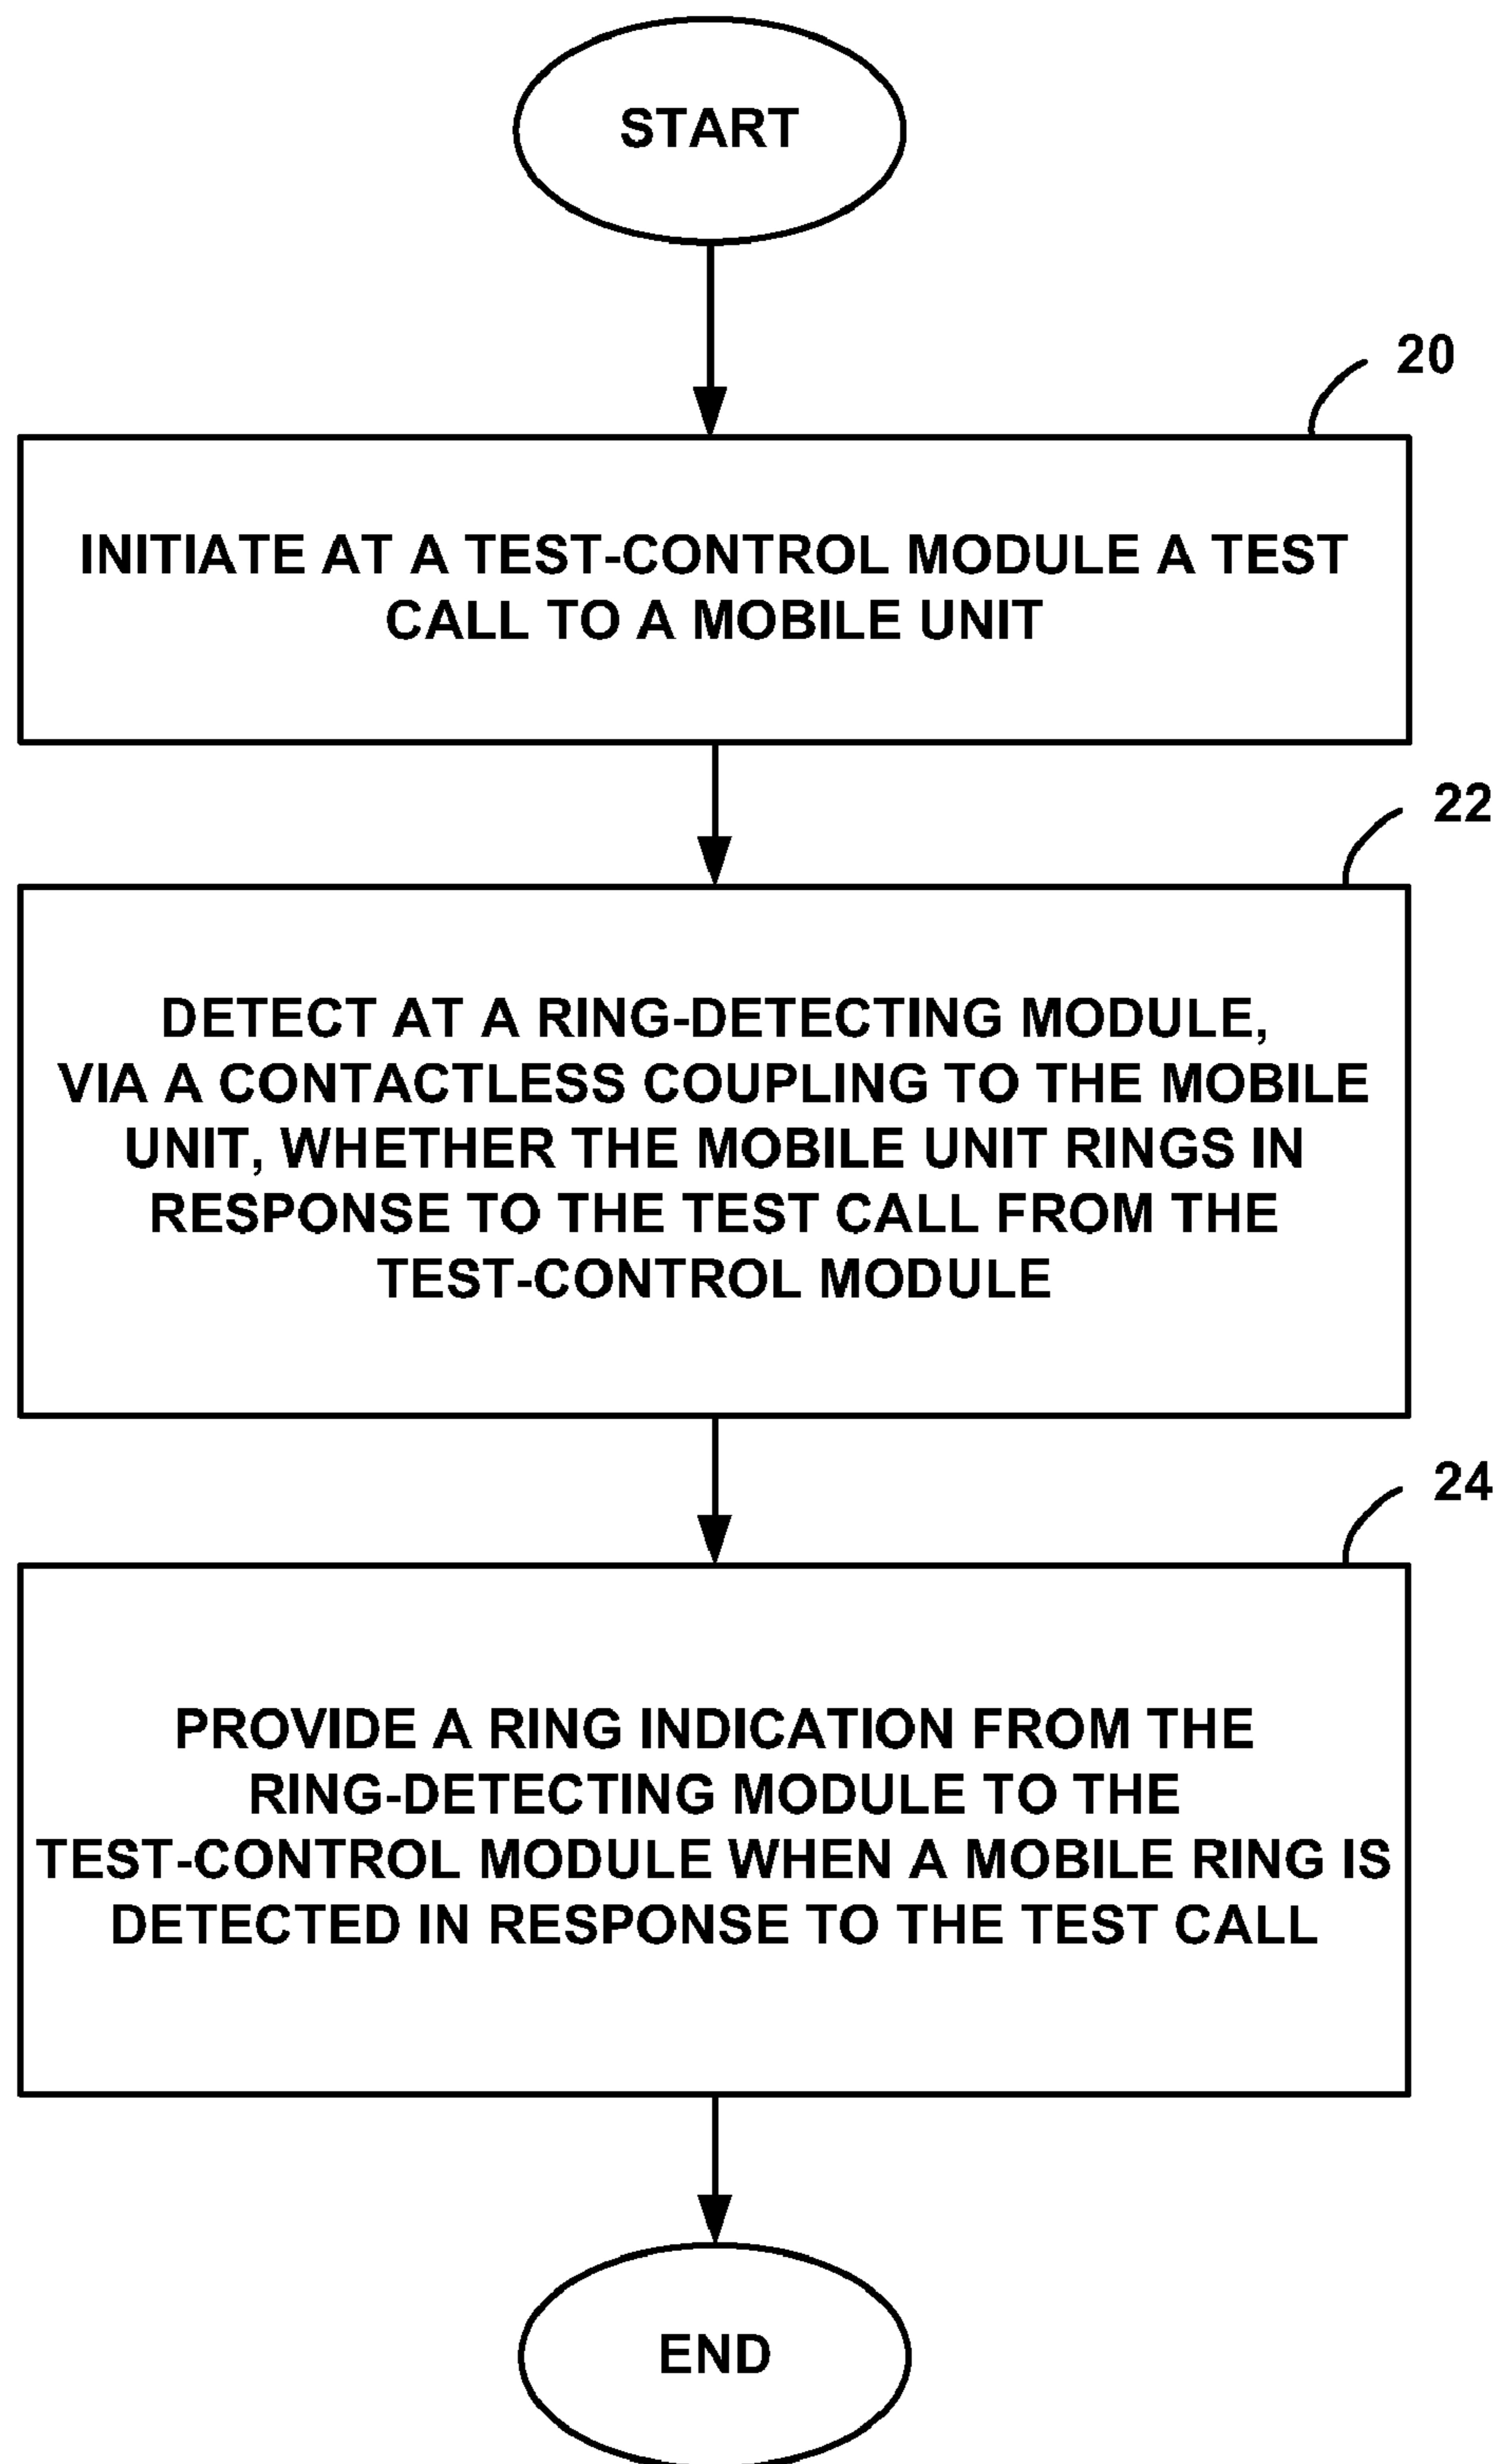 START
20
INITIATE AT A TEST-CONTROL MODULE A TEST
CALL TO A MOBILE UNIT
22
DETECT AT A RING-DETECTING MODULE,
VIA A CONTACTLESS COUPLING TO THE MOBILE
UNIT, WHETHER THE MOBILE UNIT RINGS IN
RESPONSE TO THE TEST CALL FROM THE
TEST-CONTROL MODULE
24
PROVIDE A RING INDICATION FROM THE
RING-DETECTING MODULE TO THE
TEST-CONTROL MODULE WHEN A MOBILE RING IS
DETECTED IN RESPONSE TO THE TEST CALL
END